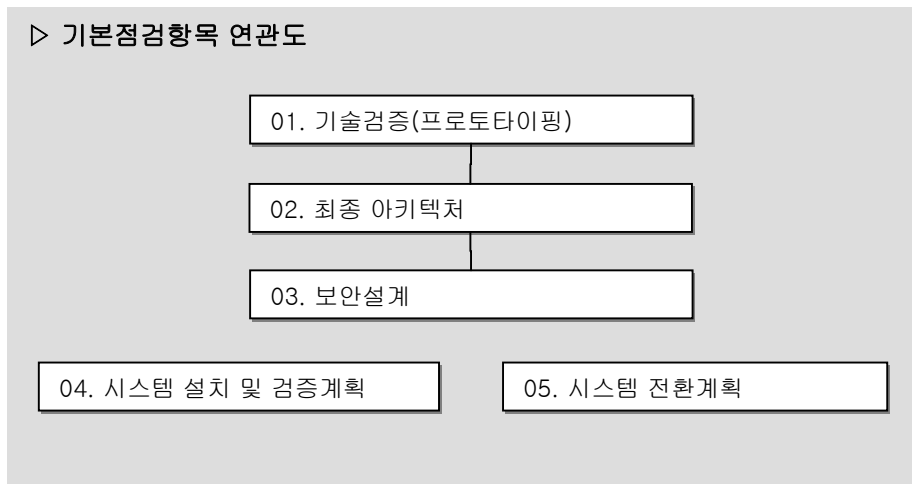 ▷ 기본점검항목 연관도
01. 기술검증(프로토타이핑)
02. 최종 아키텍처
03. 보안설계
04. 시스템 설치 및 검증계획
05. 시스템 전환계획